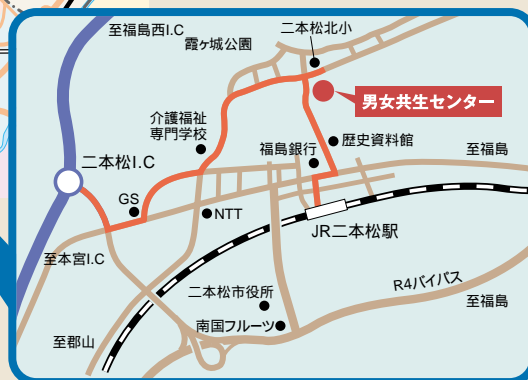 至福島西I.C
二本松北小
霞ヶ城公園
男女共生センター
介護福祉
専門学校
福島銀行
歴史資料館
至福島
二本松I.C
GS
NTT
JR二本松駅
至本宮I.C
二本松市役所
R4バイパス
至福島
南国フルーツ
至郡山